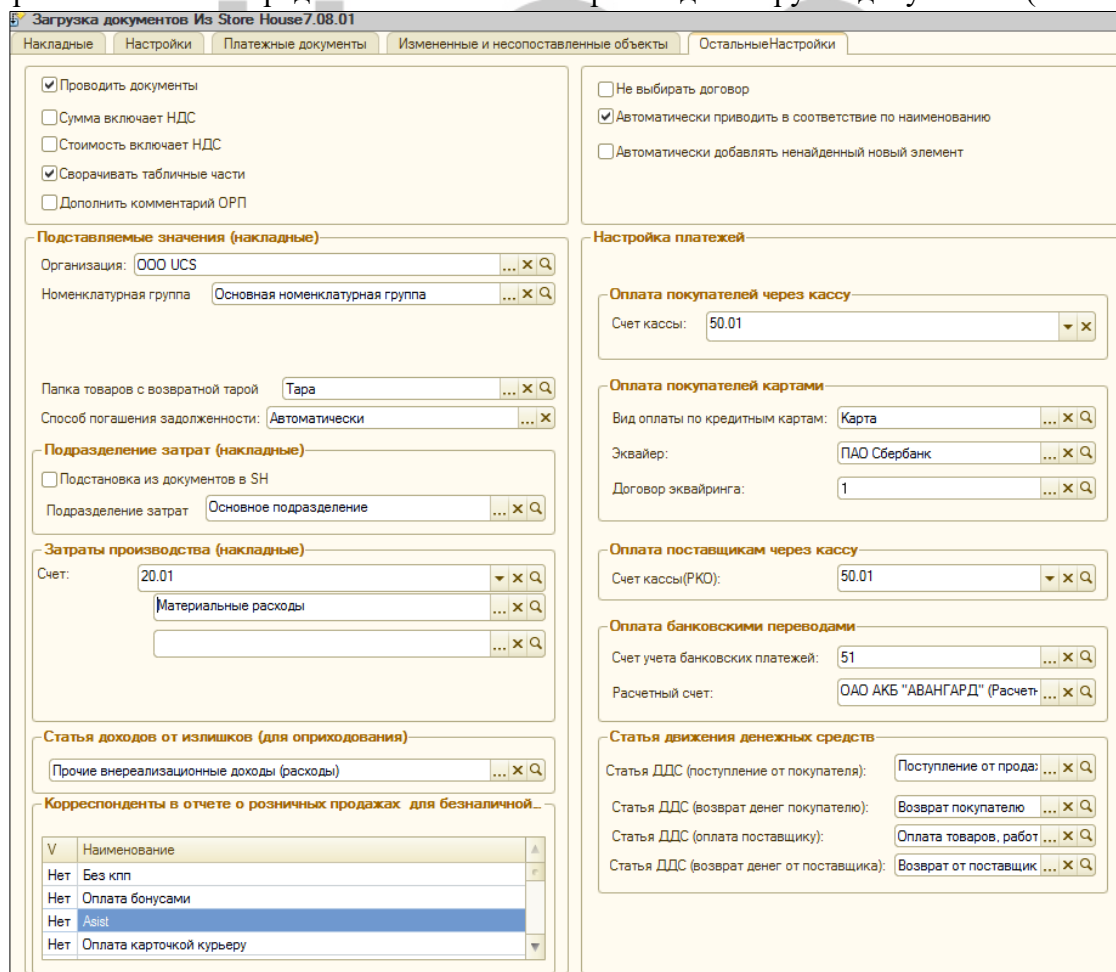 Загрузка документов Из Store House7.08.01
Накладные Настройки Платежные документы Измененные и несопоставленные объекты ОстальныеНастройки
Проводить документы
Сумма включает НДС
Стоимость включает НДС
Сворачивать табличные части
Дополнить комментарий ОРП
Не выбирать договор
Автоматически приводить в соответствие по наименованию
Автоматически добавлять ненайденный новый элемент
Подставляемые значения (накладные)
Организация: ООО UCS
Номенклатурная группа Основная номенклатурная группа
Папка товаров с возвратной тарой Тара
Способ погашения задолженности: Автоматически
Подразделение затрат (накладные)
Подстановка из документов в SH
Подразделение затрат Основное подразделение
Затраты производства (накладные)
Счет: 20.01
Материальные расходы
Статья доходов от излишков (для оприходования)
Прочие внереализационные доходы (расходы)
Корреспонденты в отчете о розничных продажах для безналичной...
V Наименование
Нет Без кпп
Нет Оплата бонусами
Нет Asist
Нет Оплата карточкой курьеру
Настройка платежей
Оплата покупателей через кассу
Счет кассы: 50.01
Оплата покупателей картами
Вид оплаты по кредитным картам: Карта
Эквайер: ПАО Сбербанк
Договор эквайринга: 1
Оплата поставщикам через кассу
Счет кассы(РКО): 50.01
Оплата банковскими переводами
Счет учета банковских платежей: 51
Расчетный счет: ОАО АКБ "АВАНГАРД" (Расчетн
Статья движения денежных средств
Статья ДДС (поступление от покупателя): Поступление от продаж
Статья ДДС (возврат денег покупателю): Возврат покупателю
Статья ДДС (оплата поставщику): Оплата товаров, работ
Статья ДДС (возврат денег от поставщика): Возврат от поставщик